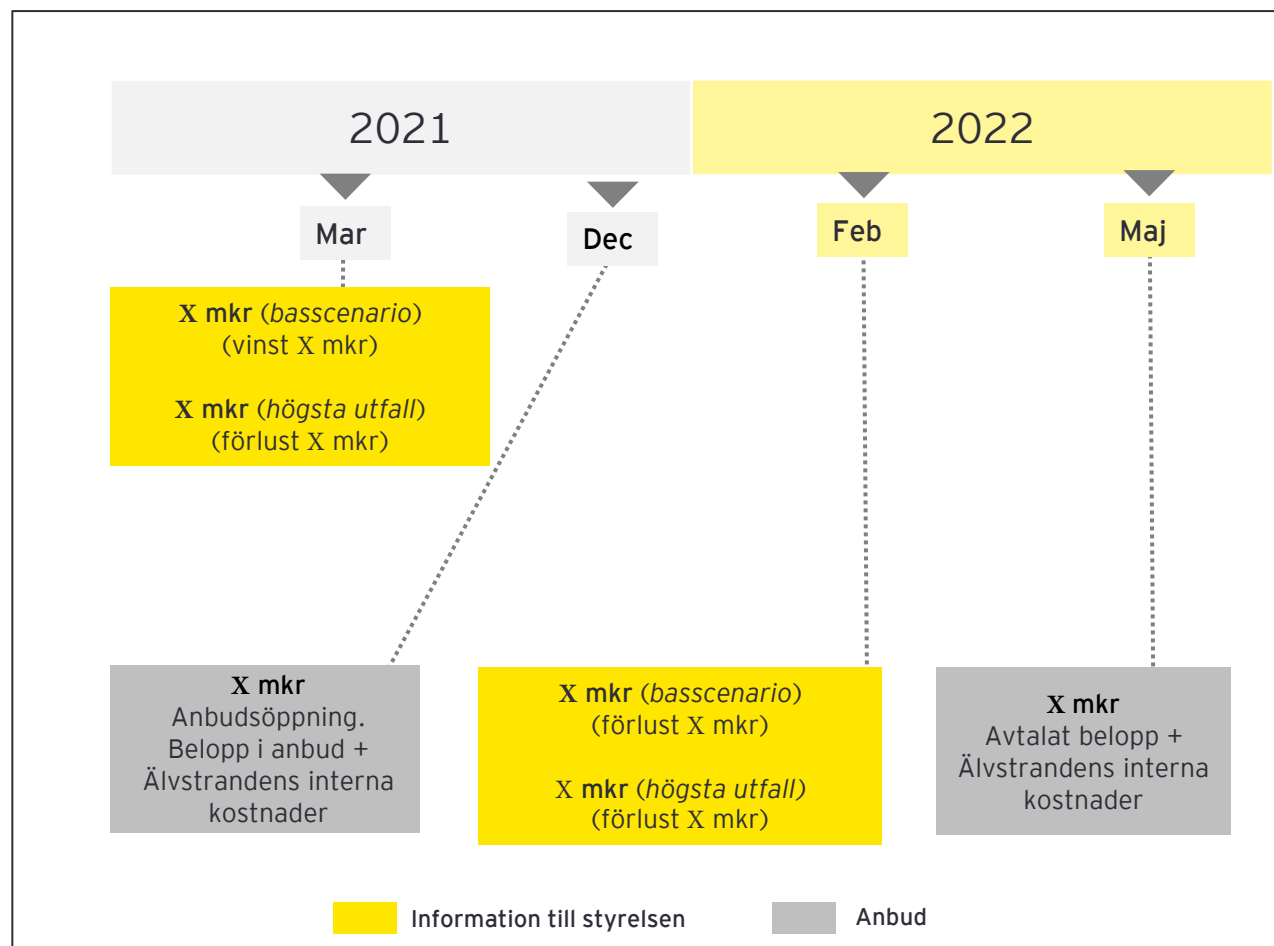 2021
2022
Mar
Dec
Feb
Maj
X mkr (basscenario)
(vinst X mkr)
X mkr (högsta utfall)
(förlust X mkr)
X mkr
Anbudsöppning.
Belopp i anbud +
Älvstrandens interna
kostnader
X mkr (basscenario)
(förlust X mkr)
X mkr (högsta utfall)
(förlust X mkr)
X mkr
Avtalat belopp +
Älvstrandens interna
kostnader
Information till styrelsen
Anbud